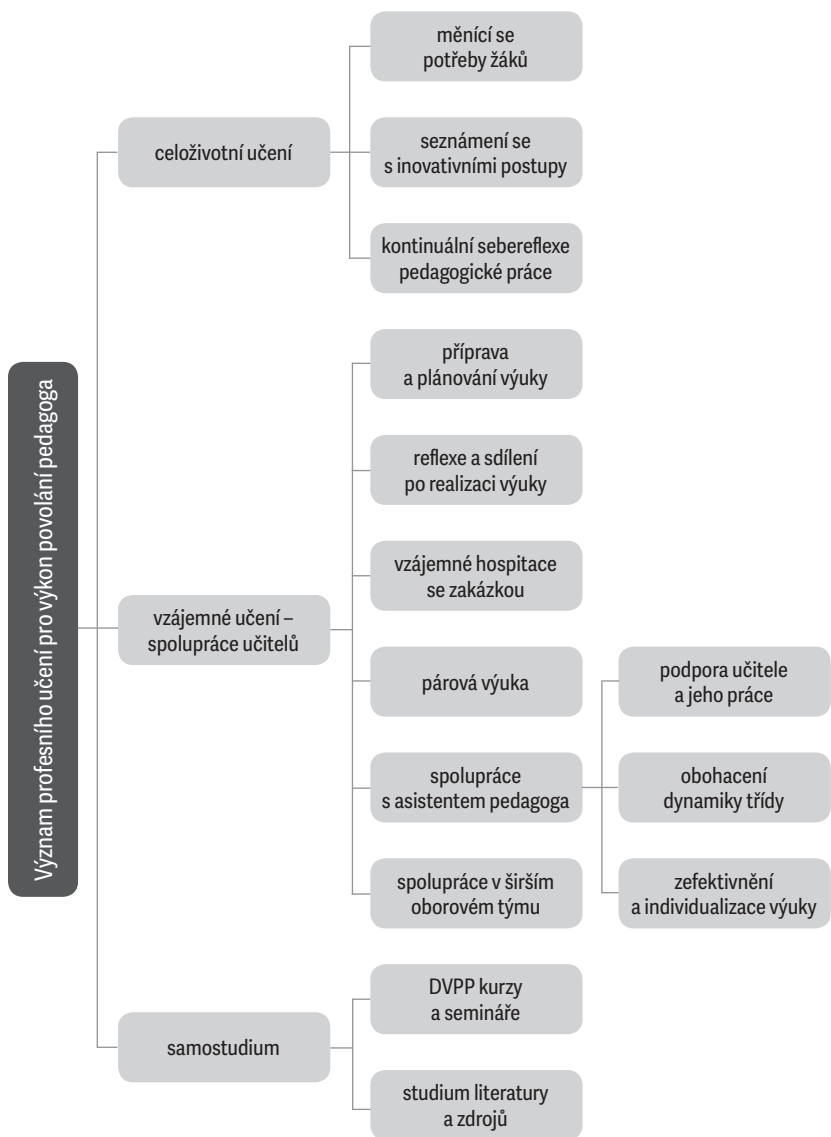 Význam profesního učení pro výkon povolání pedagoga
celoživotní učení
měnící se
potřeby žáků
seznámení se
s inovativními postupy
kontinuální sebereflexe
pedagogické práce
vzájemné učení –
spolupráce učitelů
příprava
a plánování výuky
reflexe a sdílení
po realizaci výuky
vzájemné hospitace
se zakázkou
párová výuka
spolupráce
s asistentem pedagoga
podpora učitele
a jeho práce
obohacení
dynamiky třídy
zefektivnění
a individualizace výuky
spolupráce v širším
oborovém týmu
samostudium
DVPP kurzy
a semináře
studium literatury
a zdrojů